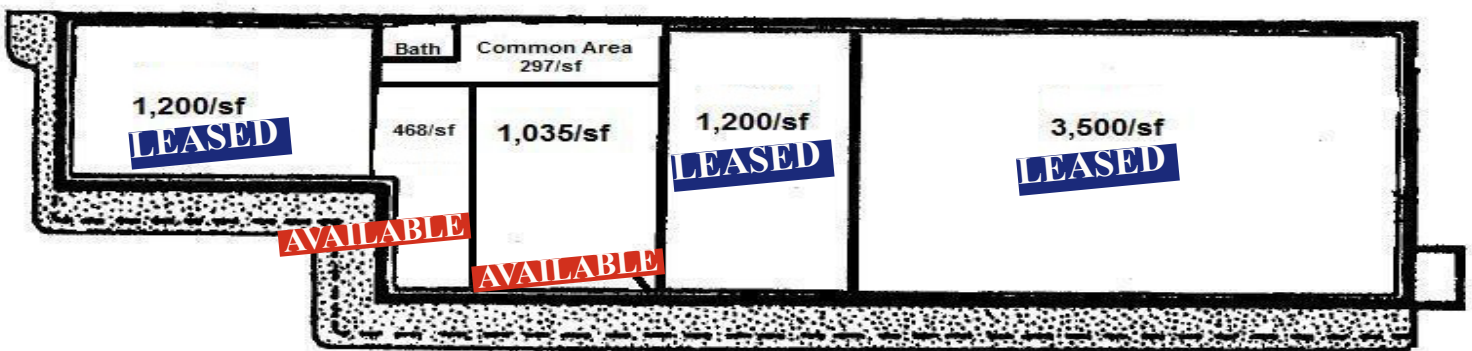 1,200/sf
LEASED
Bath
Common Area
297/sf
468/sf
AVAILABLE
1,035/sf
AVAILABLE
1,200/sf
LEASED
3,500/sf
LEASED